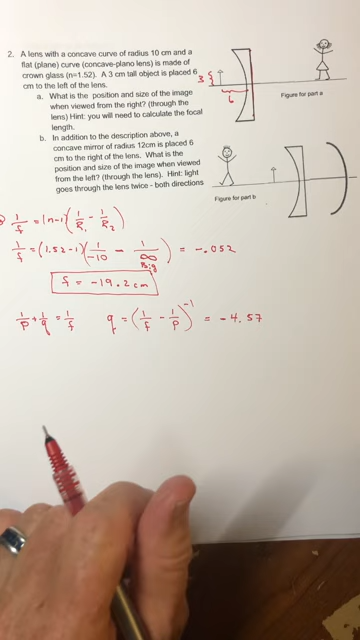 2. A lens with a concave curve of radius 10 cm and a
flat (plane) curve (concave-plano lens) is made of
crown glass (n=1.52). A 3 cm tall object is placed 6
cm to the left of the lens.
a. What is the position and size of the image
when viewed from the right? (through the
lens) Hint: you will need to calculate the focal
length.
b. In addition to the description above, a
concave mirror of radius 12cm is placed 6
cm to the right of the lens. What is the
position and size of the image when viewed
from the left? (through the lens). Hint: light
goes through the lens twice - both directions
3
6
Figure for part a
Figure for part b
1/f = (n-1)(1/R₁ - 1/R₂)
1/f = (1.52-1)(1/-10 - 1/∞) = -.052
Big
f = -19.2 cm
1/p + 1/q = 1/f q = (1/f - 1/p)⁻¹ = -4.57